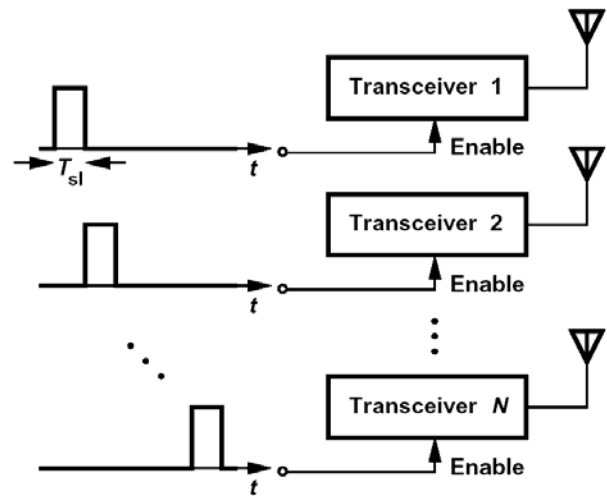 Transceiver 1
Enable
T_sl
t
Transceiver 2
Enable
t
Transceiver N
Enable
t